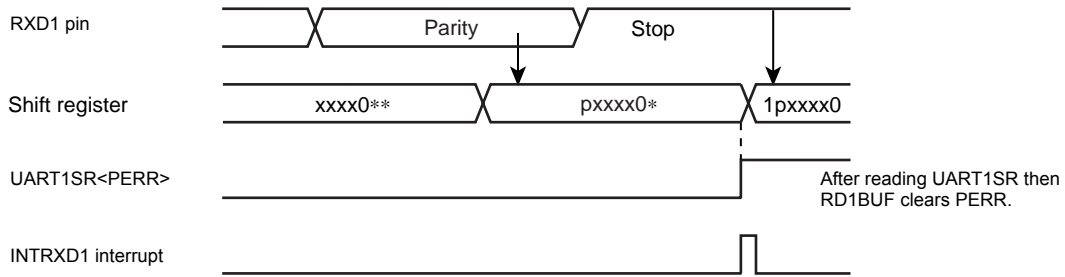 RXD1 pin
Parity
Stop
Shift register
xxxx0**
pxxxx0*
1pxxxx0
UART1SR<PERR>
After reading UART1SR then
RD1BUF clears PERR.
INTRXD1 interrupt